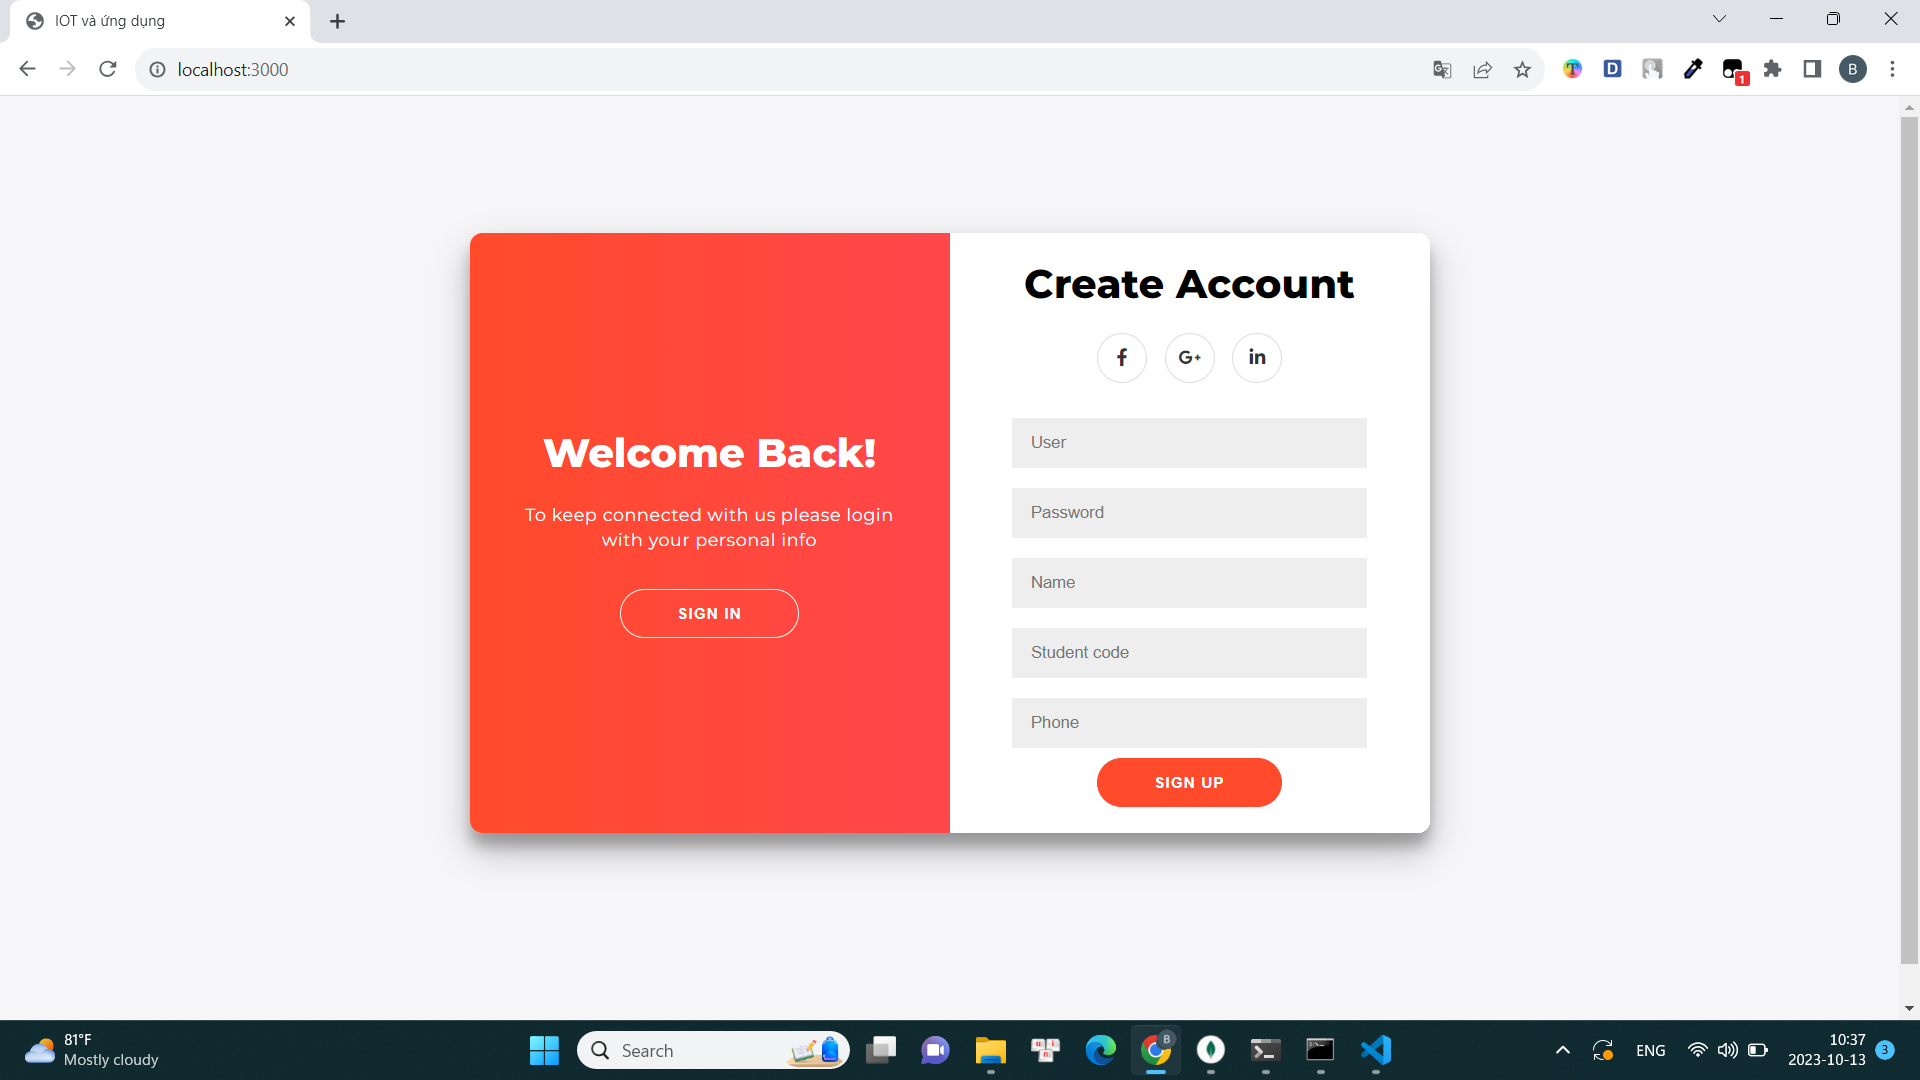 IOT và ứng dụng
localhost:3000
D
1
B
Create Account
f
G+
in
User
Welcome Back!
Password
To keep connected with us please login
with your personal info
Name
SIGN IN
Student code
Phone
SIGN UP
81°F
Mostly cloudy
Search
B
ENG
10:37
2023-10-13
3